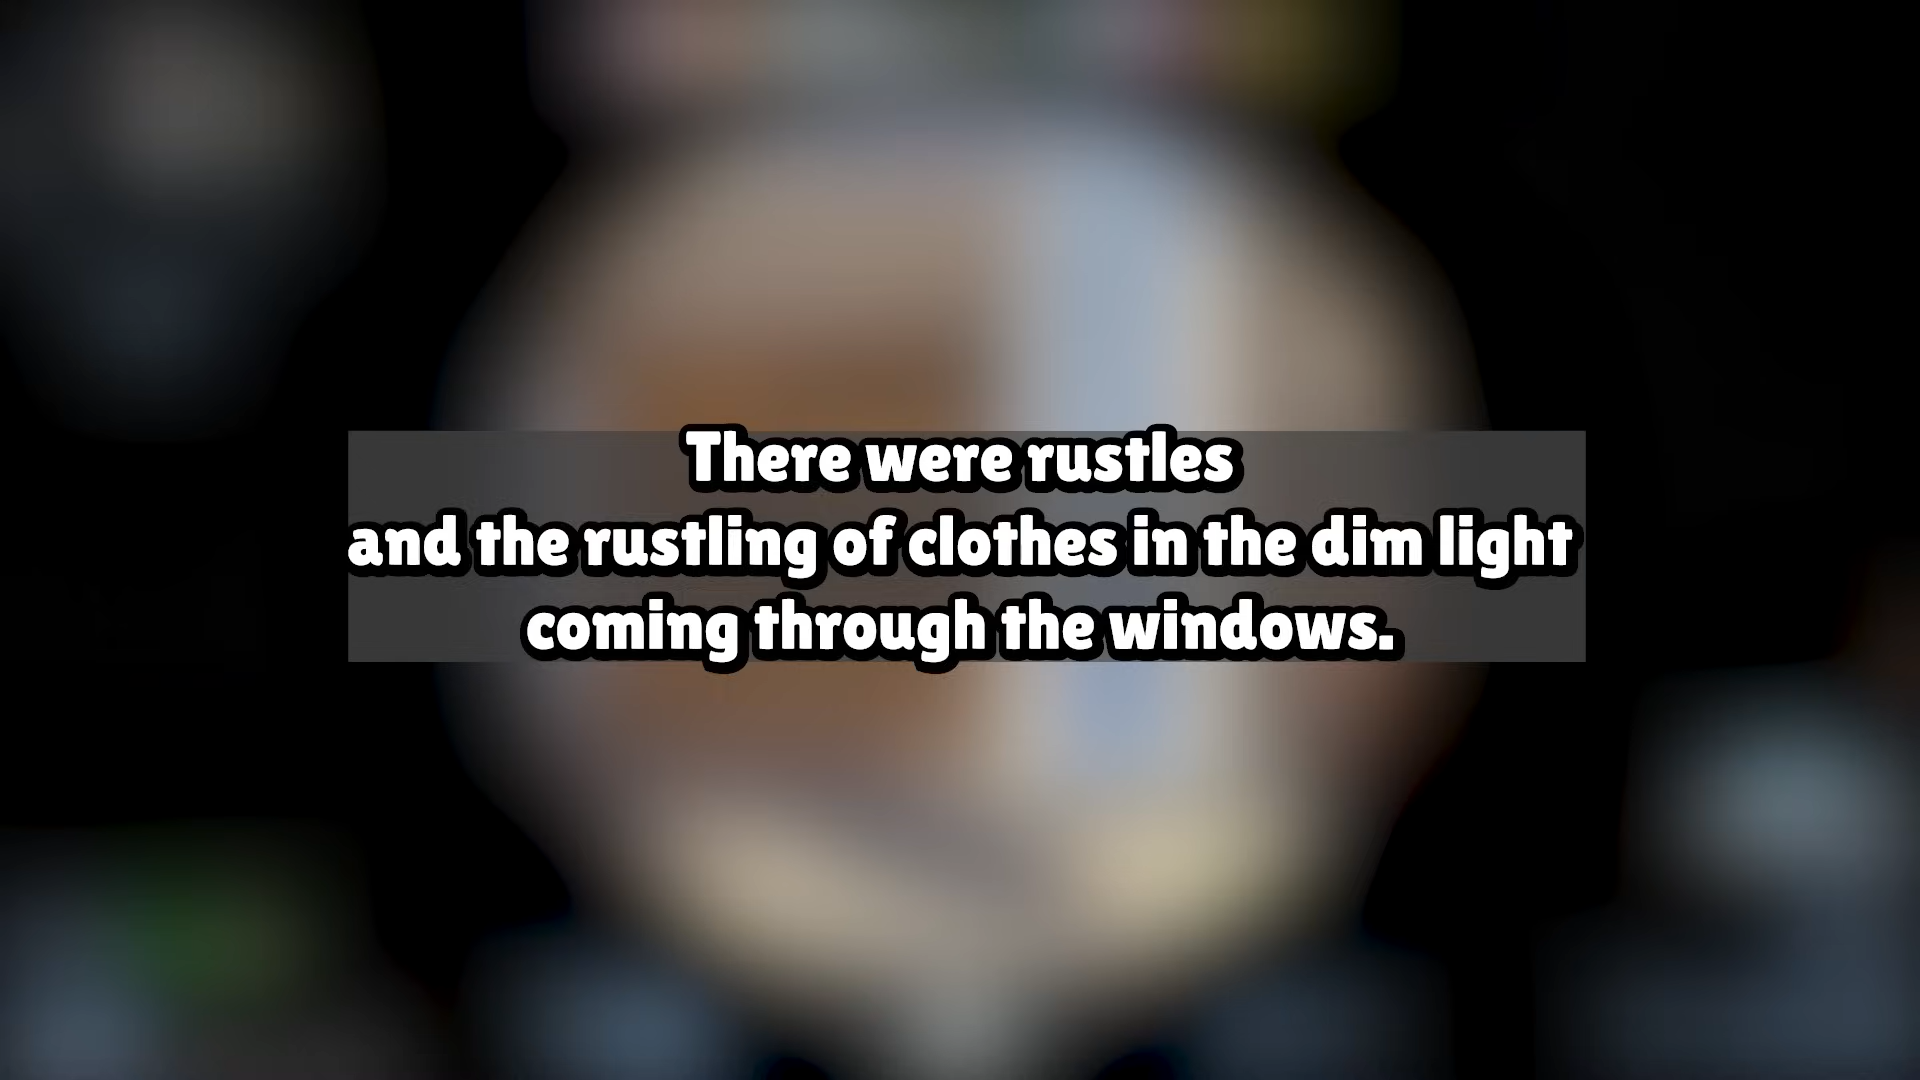 There were rustles
and the rustling of clothes in the dim light
coming through the windows.